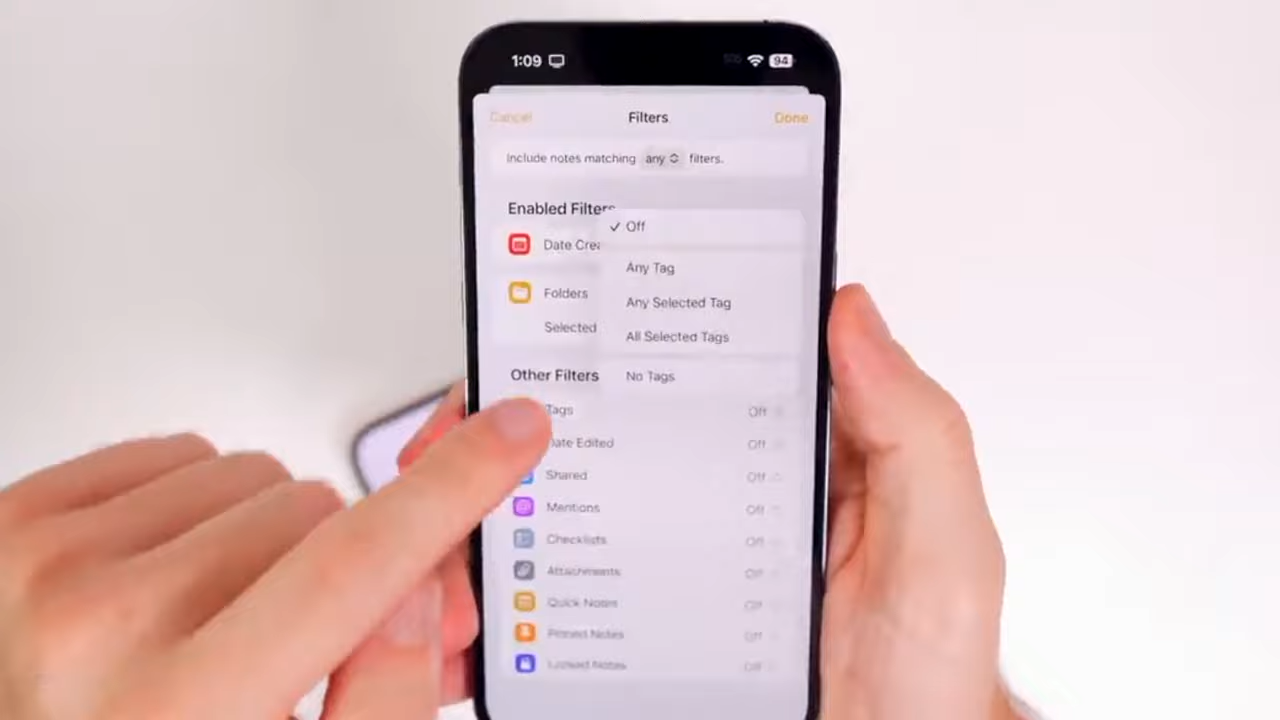 1:09 94
Cancel Filters Done
Include notes matching any filters.
Enabled Filters
Off
Date Crea
Any Tag
Folders
Any Selected Tag
Selected
All Selected Tags
Other Filters
No Tags
Tags Off
Date Edited Off
Shared Off
Mentions Off
Checklists Off
Attachments Off
Quick Notes Off
Pinned Notes Off
Locked Notes Off